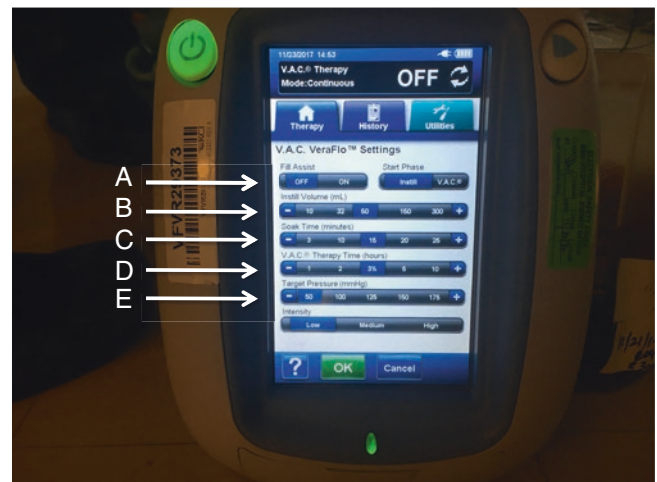 11/23/2017 14:53
V.A.C.® Therapy
Mode:Continuous
OFF
Therapy History Utilities
V.A.C. VeraFlo™ Settings
A
Fill Assist Start Phase
OFF ON Instill V.A.C.®
B
Instill Volume (mL)
- 10 32 60 150 300 +
C
Soak Time (minutes)
- 3 10 15 20 25 +
D
V.A.C.® Therapy Time (hours)
- 1 2 3½ 6 10 +
E
Target Pressure (mmHg)
- 50 100 125 150 175 +
Intensity
Low Medium High
? OK Cancel
VFVR29373